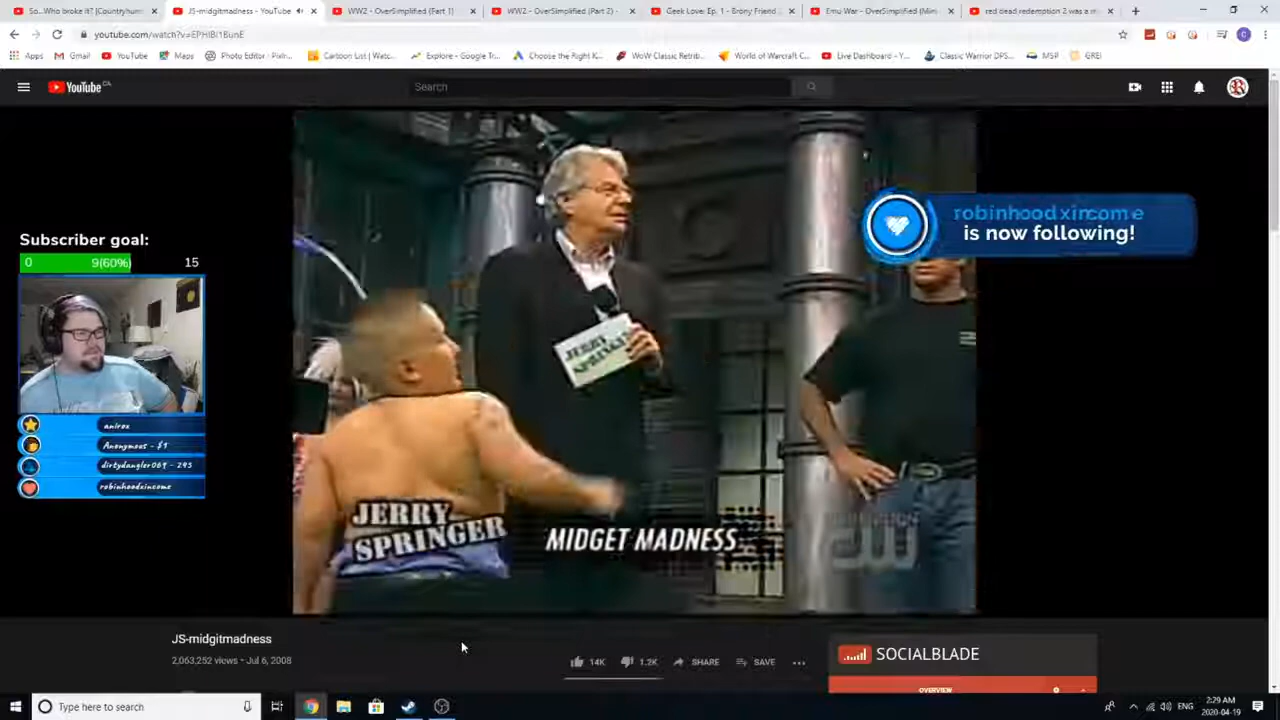 So...Who broke it? [Countryhum
JS-midgitmadness - YouTube
WW2 - OverSimplified (Part 1)
WW2 - OverSimplified (Part 2) -
Geek Love: Ep. 1 - Brony Friend
Emu War - OverSimplified (Mini
red dead redemption 2 was a m
youtube.com/watch?v=EPHIBI1BunE
Apps
Gmail
YouTube
Maps
Photo Editor : Pixlr...
Cartoon List | Watc...
Explore - Google Tr...
Choose the Right K...
WoW Classic Retrib...
World of Warcraft C...
Live Dashboard - Y...
Classic Warrior DPS...
MSP
GREI
YouTube CA
Search
robinhoodxincome
is now following!
Subscriber goal:
0 9(60%) 15
anirox
Anonymous - $1
dirtydangler069 - 245
robinhoodxincome
JERRY
SPRINGER
JERRY
SPRINGER
MIDGET MADNESS
CW
JS-midgitmadness
2,063,252 views • Jul 6, 2008
14K
1.2K
SHARE
SAVE
SOCIALBLADE
OVERVIEW
Type here to search
ENG
2:29 AM
2020-04-19